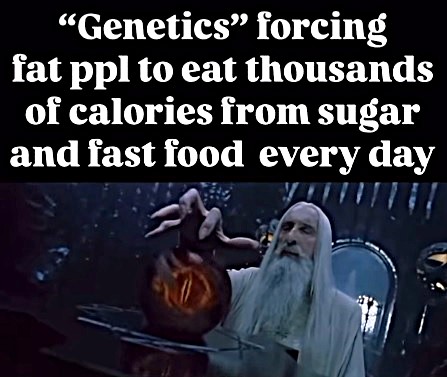 “Genetics” forcing
fat ppl to eat thousands
of calories from sugar
and fast food every day